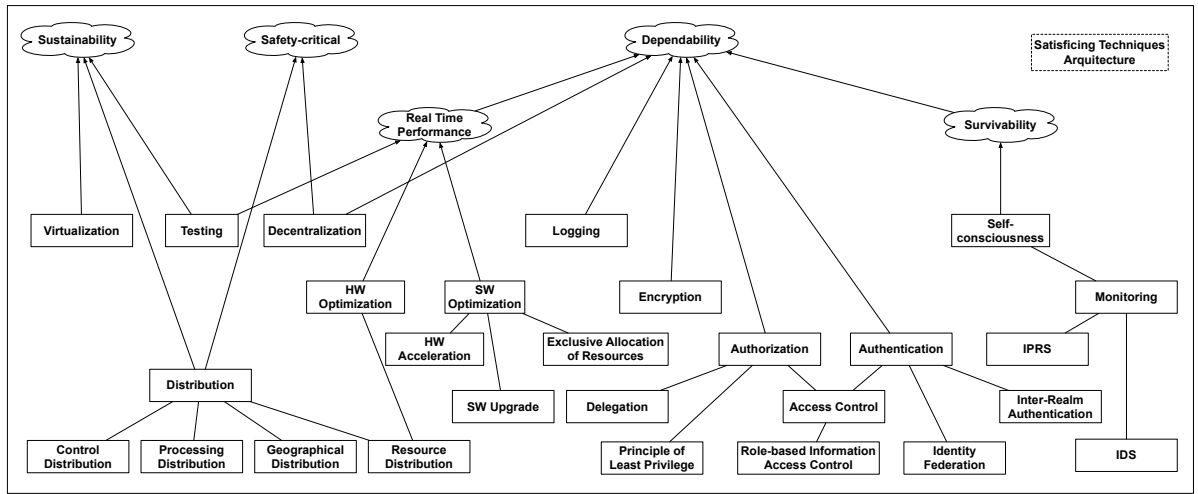 Sustainability
Safety-critical
Dependability
Satisficing Techniques
Arquitecture
Real Time
Performance
Survivability
Virtualization
Testing
Decentralization
Logging
Self-
consciousness
HW
Optimization
SW
Optimization
Encryption
Monitoring
HW
Acceleration
Exclusive Allocation
of Resources
Authorization
Authentication
IPRS
Distribution
SW Upgrade
Delegation
Access Control
Inter-Realm
Authentication
Control
Distribution
Processing
Distribution
Geographical
Distribution
Resource
Distribution
Principle of
Least Privilege
Role-based Information
Access Control
Identity
Federation
IDS